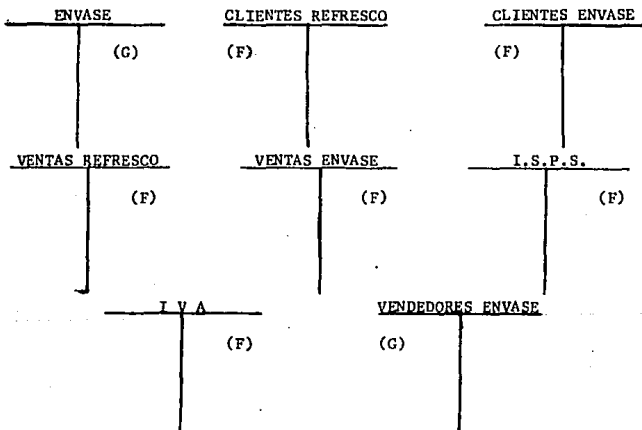 ENVASE CLIENTES REFRESCO CLIENTES ENVASE
(G) (F) (F)
VENTAS REFRESCO VENTAS ENVASE I.S.P.S.
(F) (F) (F)
I V A VENDEDORES ENVASE
(F) (G)